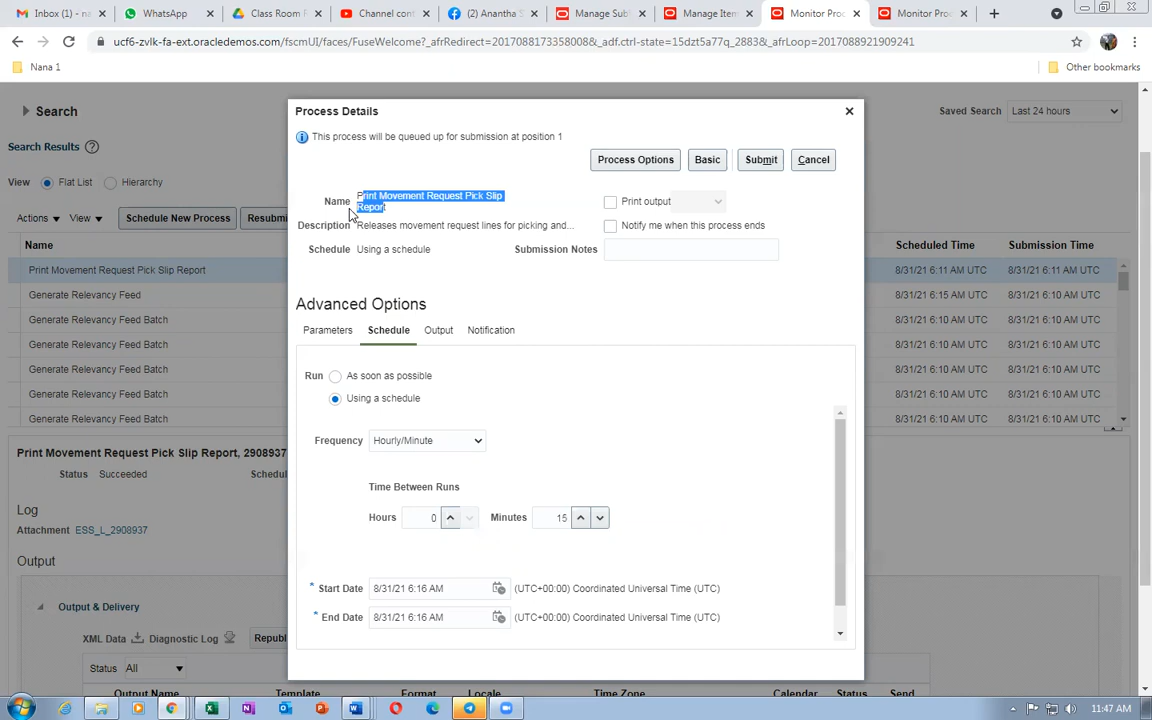 Inbox (1) - na
WhatsApp
Class Room R
Channel cont
(2) Anantha S
Manage Sub
Manage Item
Monitor Proc
Monitor Proc
ucf6-zvlk-fa-ext.oracledemos.com/fscmUI/faces/FuseWelcome?_afrRedirect=2017088173358008&_adf.ctrl-state=15dzt5a77q_2883&_afrLoop=2017088921909241
Nana 1
Other bookmarks
Search
Saved Search Last 24 hours
Search Results
View Flat List Hierarchy
Actions View Schedule New Process Resubmi
Name Scheduled Time Submission Time
Print Movement Request Pick Slip Report 8/31/21 6:11 AM UTC 8/31/21 6:11 AM UTC
Generate Relevancy Feed 8/31/21 6:15 AM UTC 8/31/21 6:10 AM UTC
Generate Relevancy Feed Batch 8/31/21 6:10 AM UTC 8/31/21 6:10 AM UTC
Generate Relevancy Feed Batch 8/31/21 6:10 AM UTC 8/31/21 6:10 AM UTC
Generate Relevancy Feed Batch 8/31/21 6:10 AM UTC 8/31/21 6:10 AM UTC
Generate Relevancy Feed Batch 8/31/21 6:10 AM UTC 8/31/21 6:10 AM UTC
Generate Relevancy Feed Batch 8/31/21 6:10 AM UTC 8/31/21 6:10 AM UTC
Print Movement Request Pick Slip Report, 2908937
Status Succeeded Schedul
Log
Attachment ESS_L_2908937
Output
Output & Delivery
XML Data Diagnostic Log Republ
Status All
Output Name Template Format Locale Time Zone Calendar Status Send
Process Details
This process will be queued up for submission at position 1
Process Options Basic Submit Cancel
Name Print Movement Request Pick Slip
Report
Print output
Description Releases movement request lines for picking and...
Notify me when this process ends
Schedule Using a schedule
Submission Notes
Advanced Options
Parameters Schedule Output Notification
Run As soon as possible
Using a schedule
Frequency Hourly/Minute
Time Between Runs
Hours 0 Minutes 15
* Start Date 8/31/21 6:16 AM (UTC+00:00) Coordinated Universal Time (UTC)
* End Date 8/31/21 6:16 AM (UTC+00:00) Coordinated Universal Time (UTC)
11:47 AM